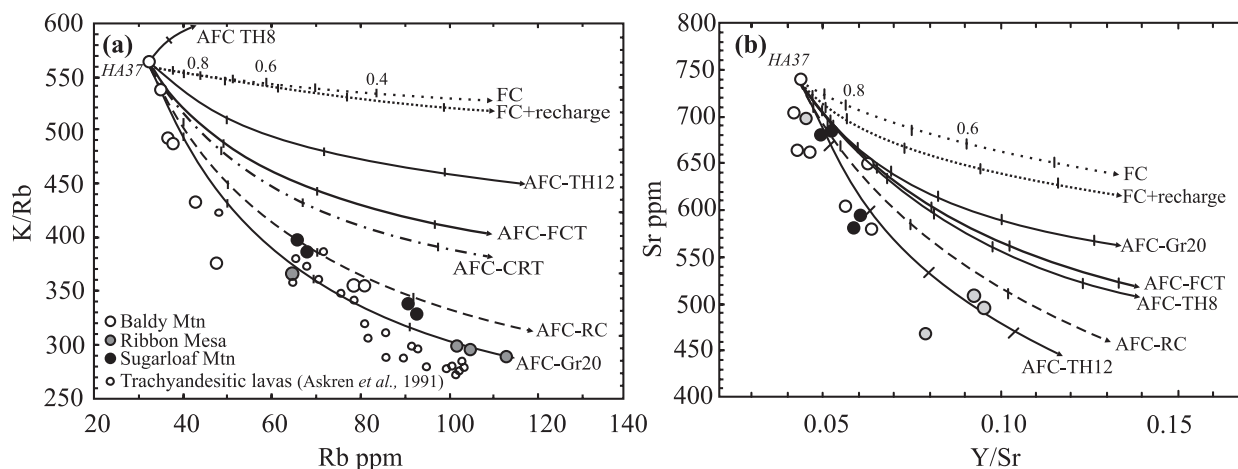 (a)
K/Rb
600
550
500
450
400
350
300
250
AFC TH8
HA37
0.8
0.6
0.4
FC
FC+recharge
AFC-TH12
AFC-FCT
AFC-CRT
AFC-RC
AFC-Gr20
Baldy Mtn
Ribbon Mesa
Sugarloaf Mtn
Trachyandesitic lavas (Askren et al., 1991)
20 40 60 80 100 120 140
Rb ppm
(b)
Sr ppm
800
750
700
650
600
550
500
450
400
HA37
0.8
0.6
FC
FC+recharge
AFC-Gr20
AFC-FCT
AFC-TH8
AFC-RC
AFC-TH12
0.05 0.10 0.15
Y/Sr